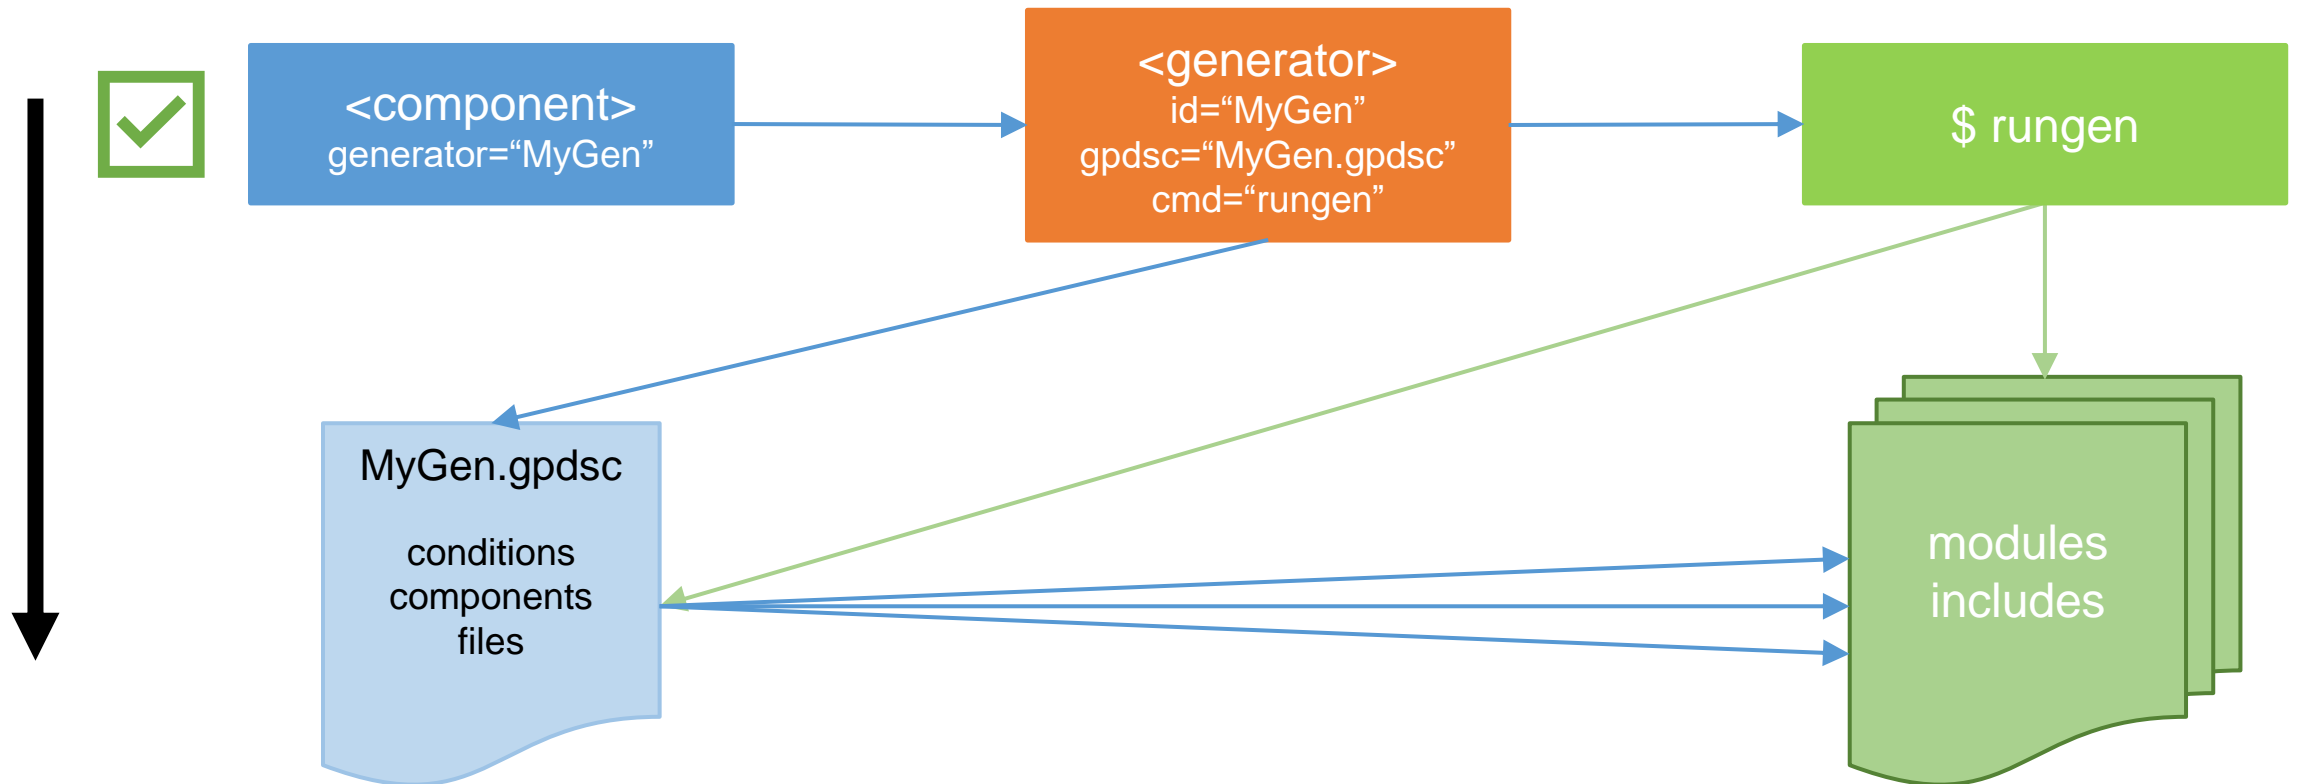 <component>
generator=“MyGen”
<generator>
id=“MyGen”
gpdsc=“MyGen.gpdsc”
cmd=“rungen”
$ rungen
MyGen.gpdsc
conditions
components
files
modules
includes